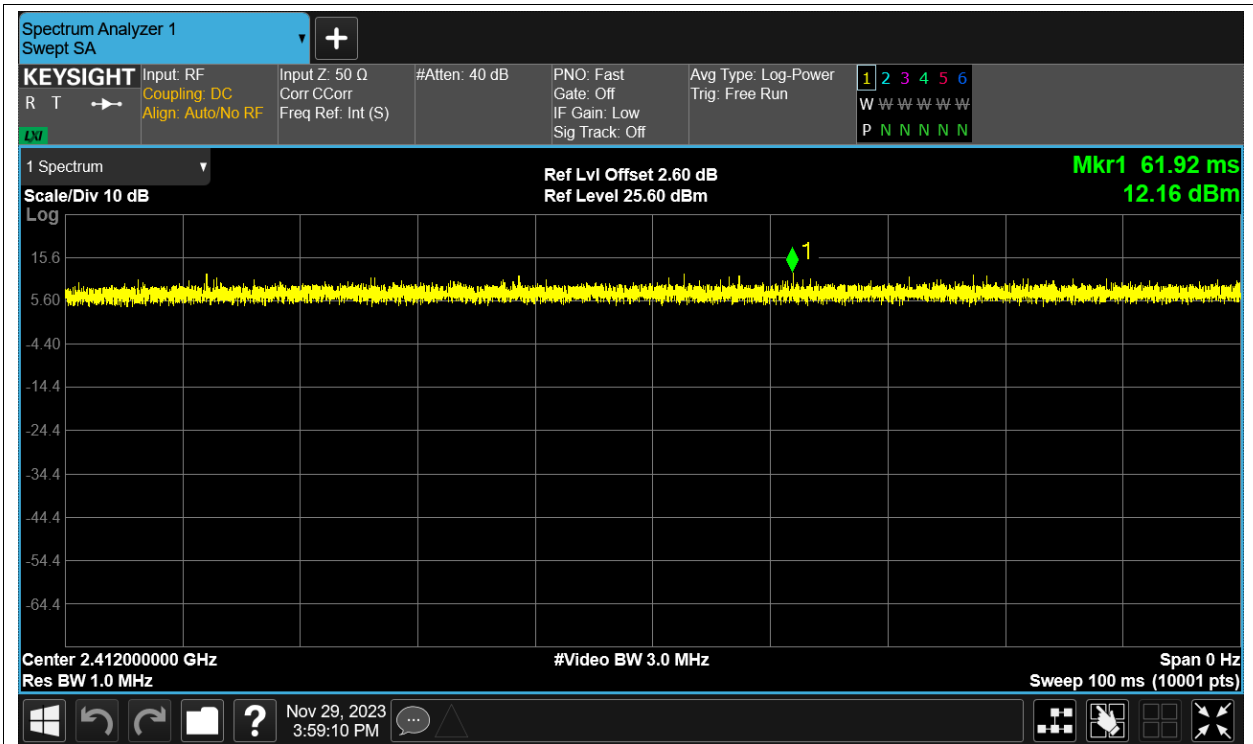 Spectrum Analyzer 1
Swept SA
KEYSIGHT
R T
LXI
Input: RF
Coupling: DC
Align: Auto/No RF
Input Z: 50 Ω
Corr CCorr
Freq Ref: Int (S)
#Atten: 40 dB
PNO: Fast
Gate: Off
IF Gain: Low
Sig Track: Off
Avg Type: Log-Power
Trig: Free Run
1 2 3 4 5 6
W W W W W W
P N N N N N
1 Spectrum
Scale/Div 10 dB
Ref Lvl Offset 2.60 dB
Ref Level 25.60 dBm
Mkr1 61.92 ms
12.16 dBm
Log
1
15.6
5.60
-4.40
-14.4
-24.4
-34.4
-44.4
-54.4
-64.4
Center 2.412000000 GHz
#Video BW 3.0 MHz
Span 0 Hz
Res BW 1.0 MHz
Sweep 100 ms (10001 pts)
?
Nov 29, 2023
3:59:10 PM